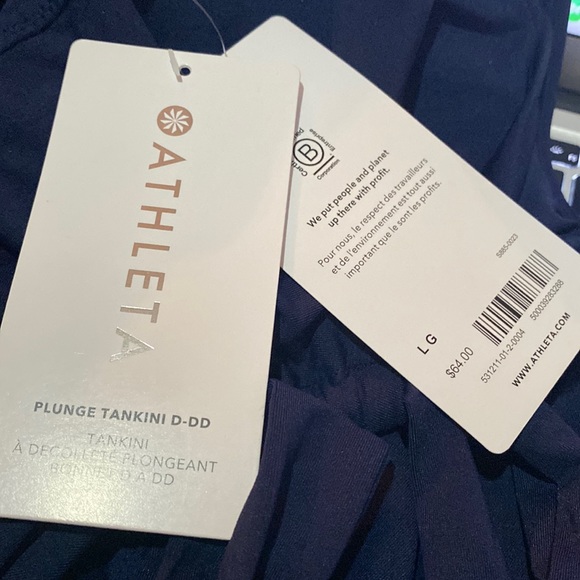 ATHLETA
PLUNGE TANKINI D-DD
TANKINI
À DÉCOLLETÉ PLONGEANT
BONNET D À DD
B
Corporation
Entreprise
We put people and planet
up there with profit.
Pour nous, le respect des travailleurs
et de l'environnement est tout aussi
important que le sont les profits.
LG
$64.00
531211-01-2-0004
500039283268
WWW.ATHLETA.COM